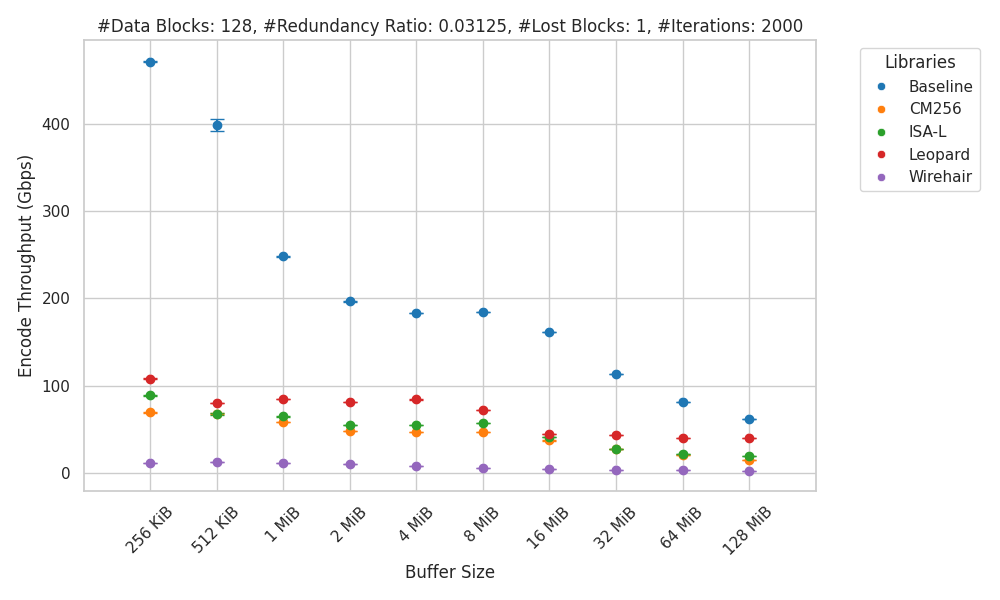 #Data Blocks: 128, #Redundancy Ratio: 0.03125, #Lost Blocks: 1, #Iterations: 2000
Libraries
Baseline
CM256
ISA-L
Leopard
Wirehair
Encode Throughput (Gbps)
400
300
200
100
0
256 KiB
512 KiB
1 MiB
2 MiB
4 MiB
8 MiB
16 MiB
32 MiB
64 MiB
128 MiB
Buffer Size